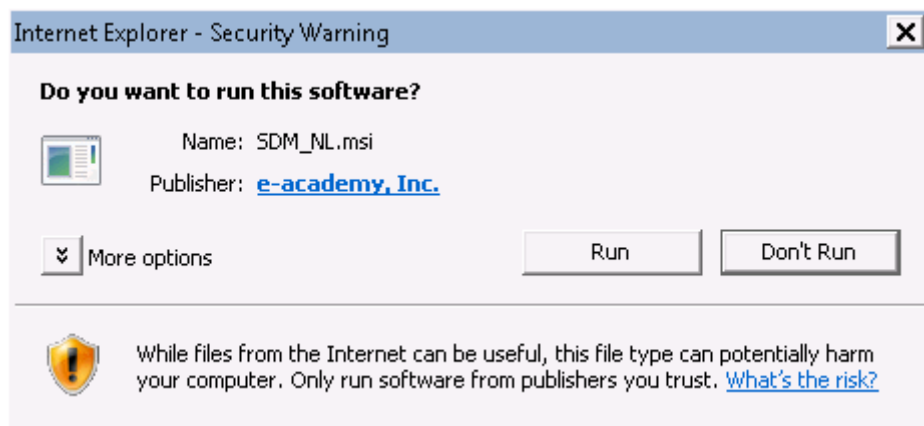 Internet Explorer - Security Warning
Do you want to run this software?
Name: SDM_NL.msi
Publisher: e-academy, Inc.
More options
Run
Don't Run
While files from the Internet can be useful, this file type can potentially harm
your computer. Only run software from publishers you trust. What's the risk?